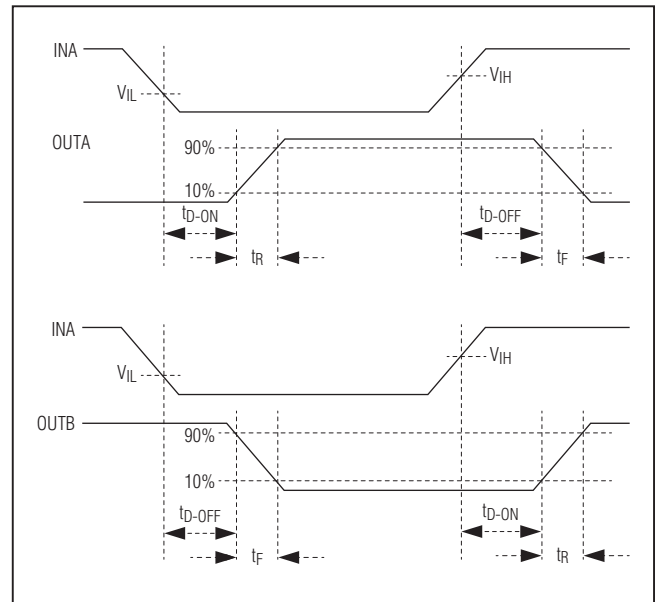 INA
VIH
VIL
OUTA
90%
10%
tD-ON
tD-OFF
tR
tF
INA
VIH
VIL
OUTB
90%
10%
tD-OFF
tD-ON
tF
tR